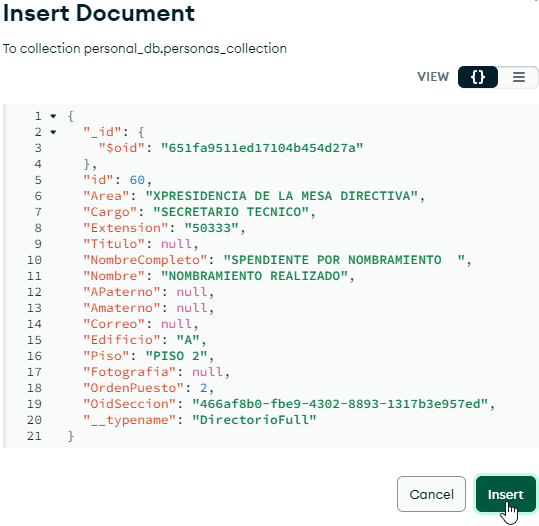 Insert Document
To collection personal_db.personas_collection
VIEW {}
1 {
2 "_id": {
3 "$oid": "651fa9511ed17104b454d27a"
4 },
5 "id": 60,
6 "Area": "XPRESIDENCIA DE LA MESA DIRECTIVA",
7 "Cargo": "SECRETARIO TECNICO",
8 "Extension": "50333",
9 "Titulo": null,
10 "NombreCompleto": "SPENDIENTE POR NOMBRAMIENTO  ",
11 "Nombre": "NOMBRAMIENTO REALIZADO",
12 "APaterno": null,
13 "Amaterno": null,
14 "Correo": null,
15 "Edificio": "A",
16 "Piso": "PISO 2",
17 "Fotografia": null,
18 "OrdenPuesto": 2,
19 "OidSeccion": "466af8b0-fbe9-4302-8893-1317b3e957ed",
20 "__typename": "DirectorioFull"
21 }
Cancel Insert